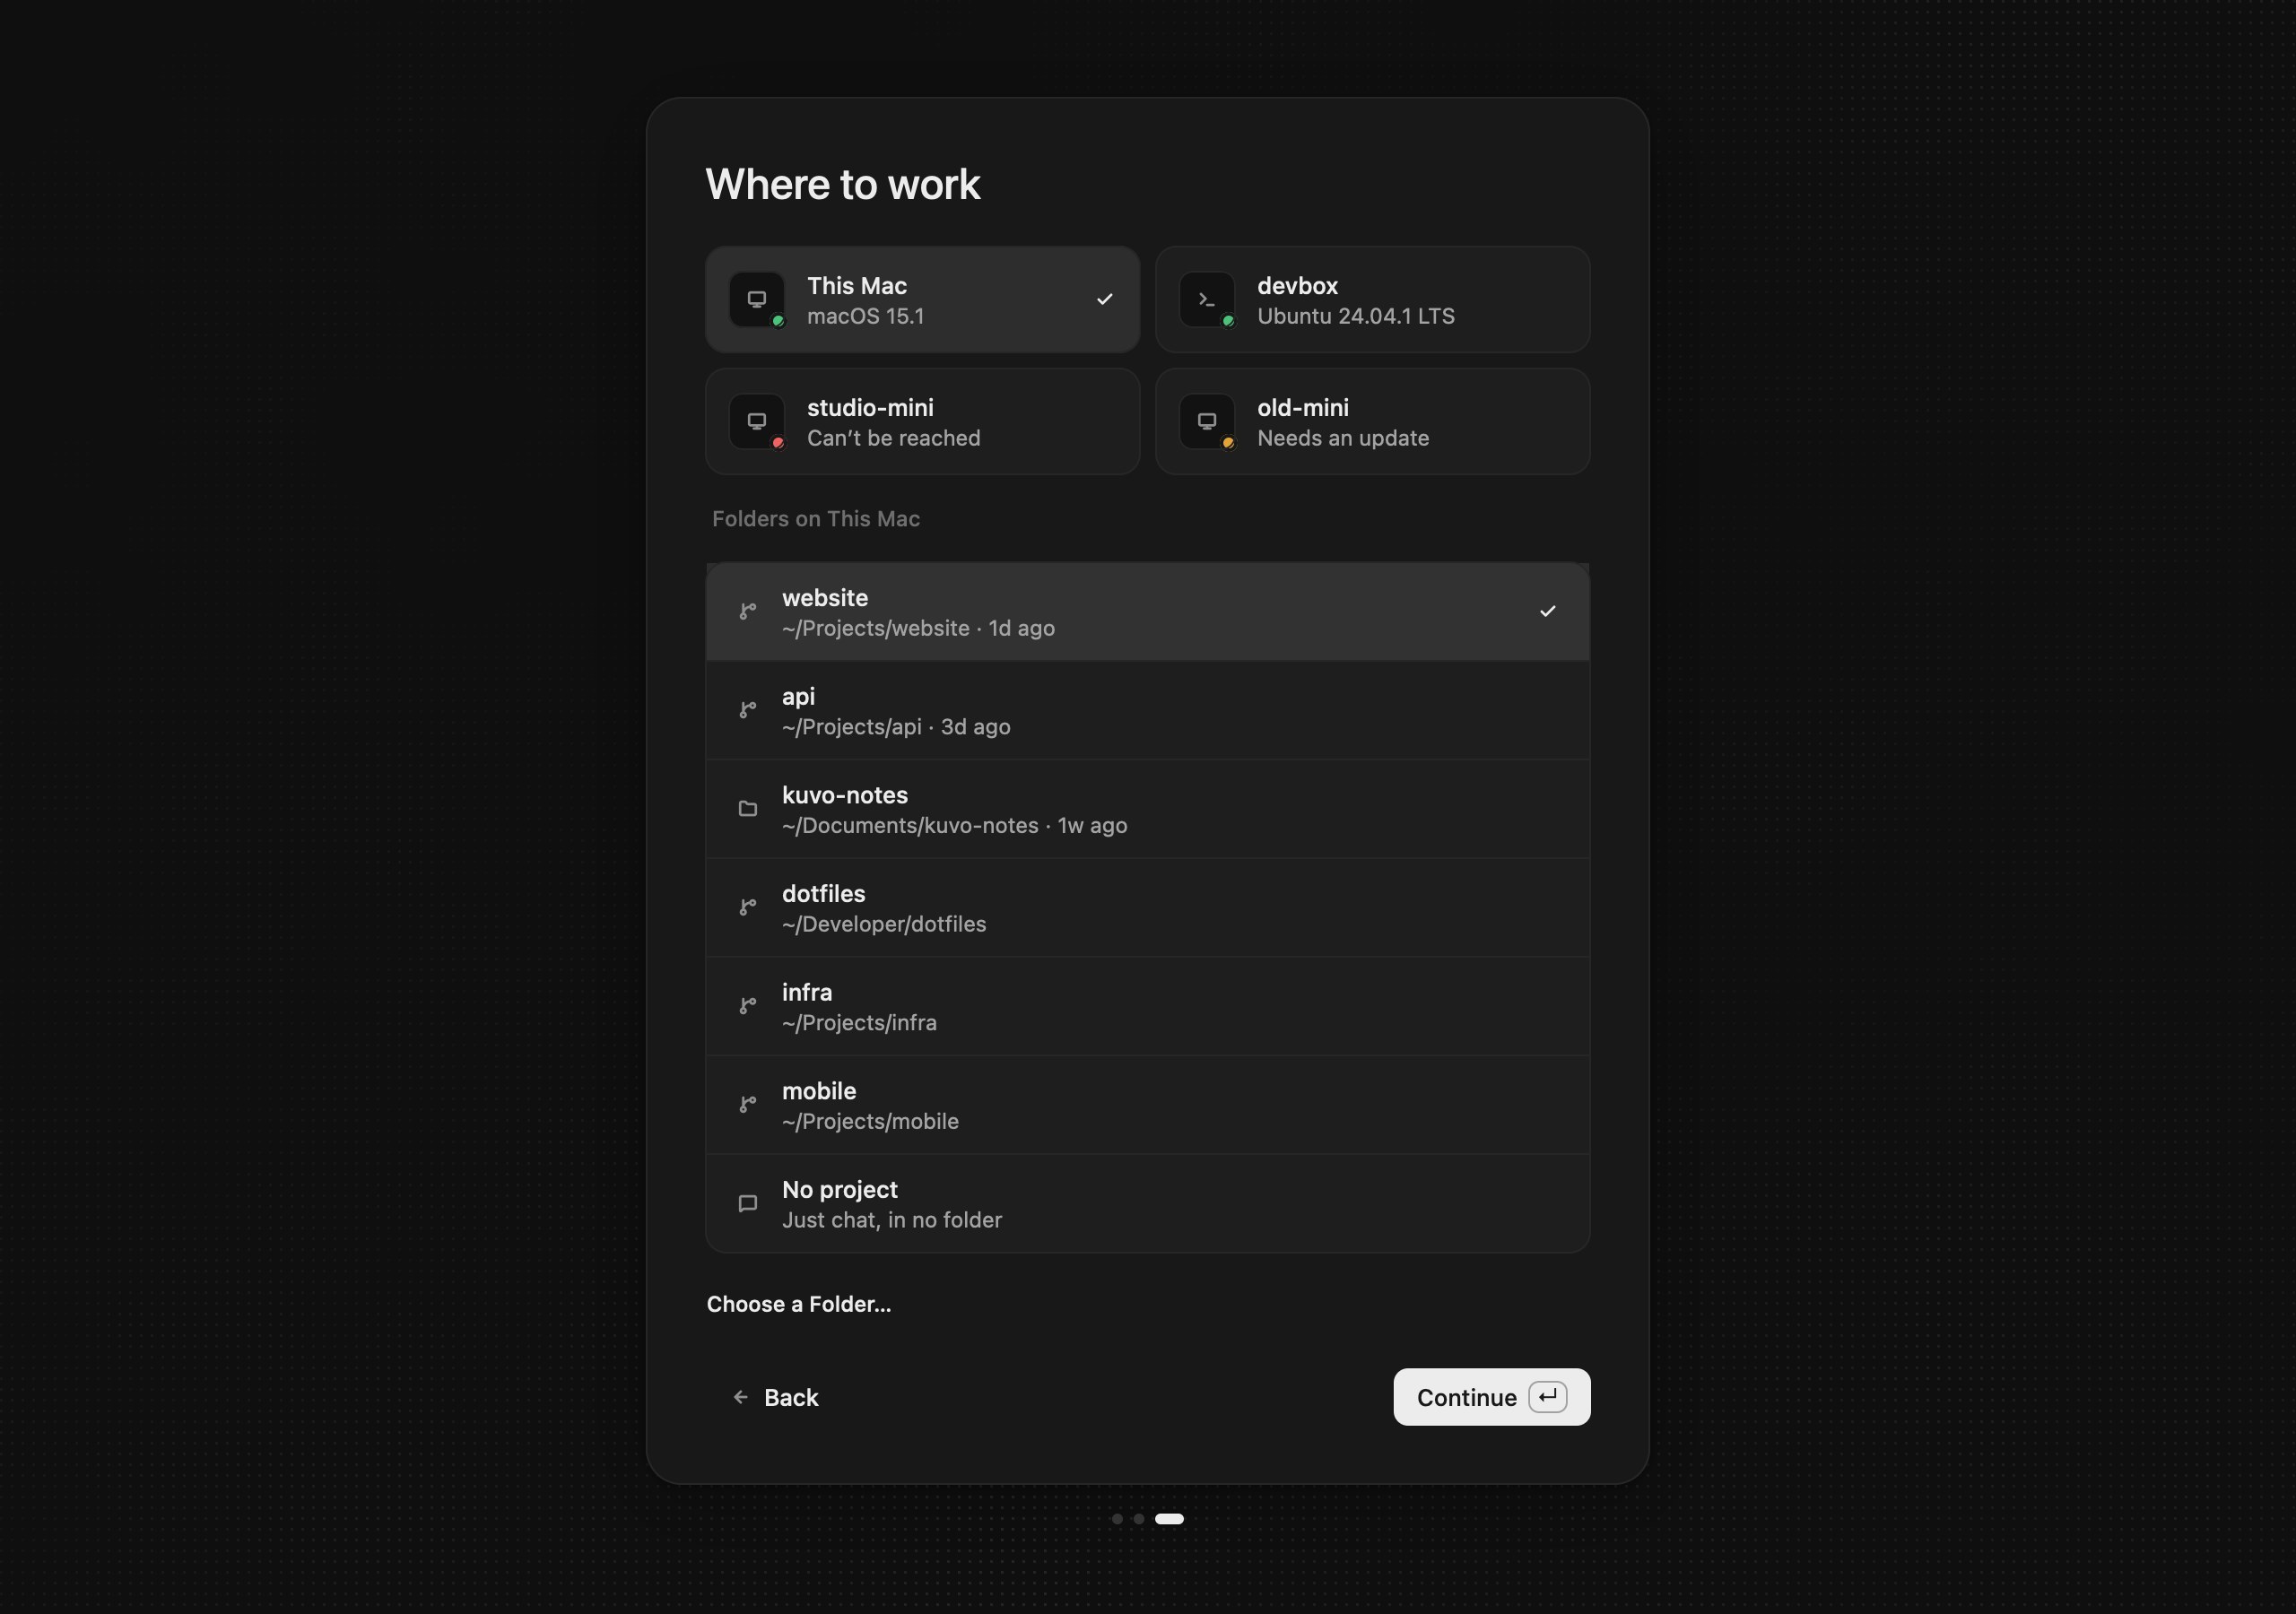 Where to work
This Mac
macOS 15.1
devbox
Ubuntu 24.04.1 LTS
studio-mini
Can’t be reached
old-mini
Needs an update
Folders on This Mac
website
~/Projects/website · 1d ago
api
~/Projects/api · 3d ago
kuvo-notes
~/Documents/kuvo-notes · 1w ago
dotfiles
~/Developer/dotfiles
infra
~/Projects/infra
mobile
~/Projects/mobile
No project
Just chat, in no folder
Choose a Folder...
Back
Continue